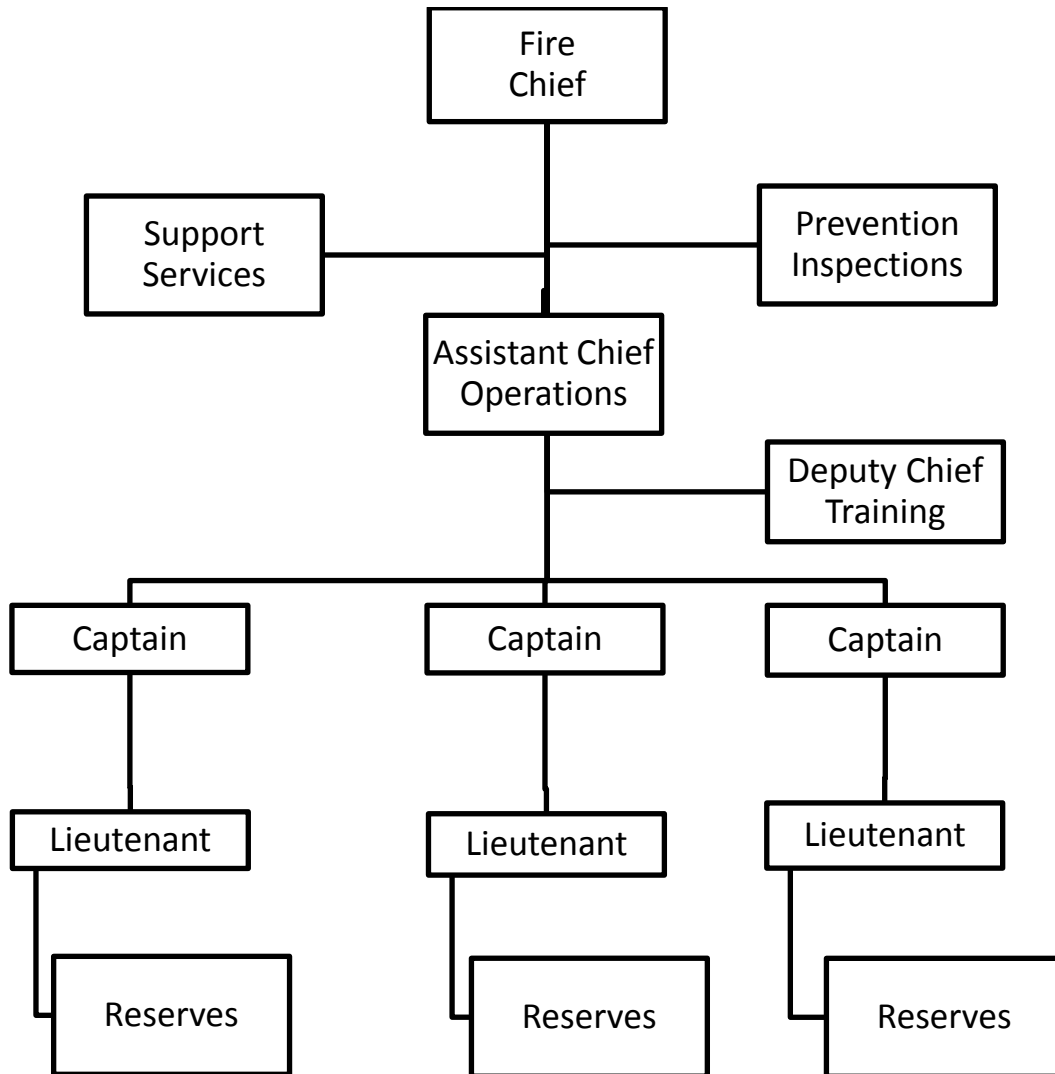 Fire
Chief
Support
Services
Prevention
Inspections
Assistant Chief
Operations
Deputy Chief
Training
Captain
Captain
Captain
Lieutenant
Lieutenant
Lieutenant
Reserves
Reserves
Reserves